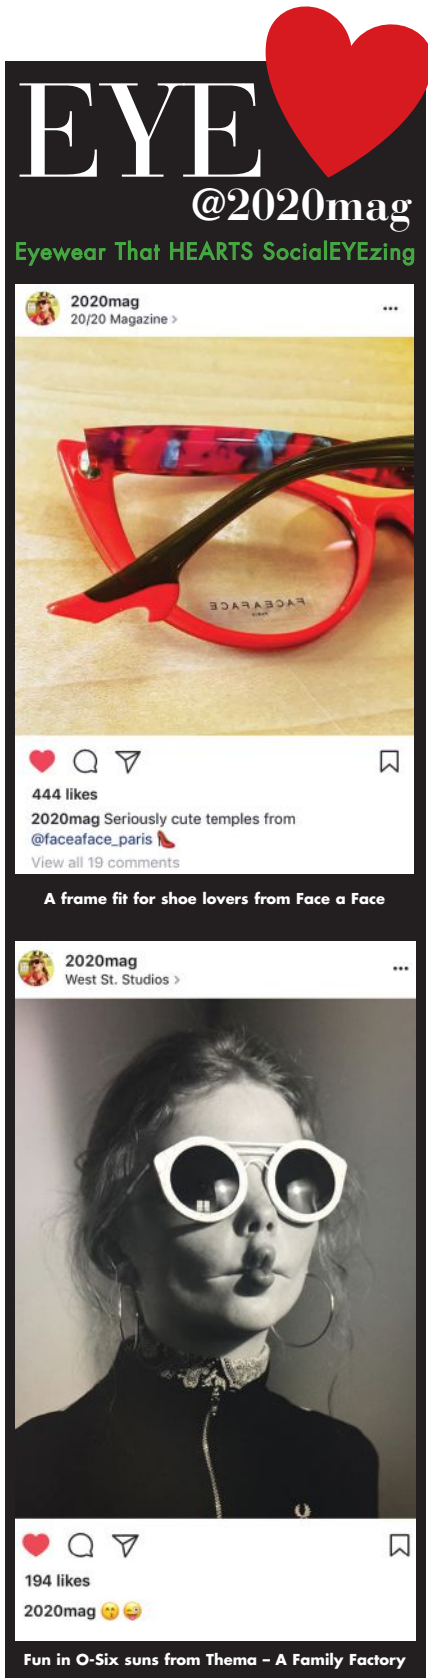 EYE
@2020mag
Eyewear That HEARTS SocialEYEzing
2020mag
20/20 Magazine >
FACEAFACE
PARIS
444 likes
2020mag Seriously cute temples from
@faceaface_paris 👠
View all 19 comments
A frame fit for shoe lovers from Face a Face
2020mag
West St. Studios >
194 likes
2020mag 😙😜
Fun in O-Six suns from Thema – A Family Factory